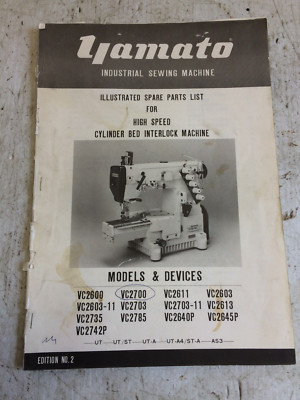 Yamato
INDUSTRIAL SEWING MACHINE
ILLUSTRATED SPARE PARTS LIST
FOR
HIGH SPEED
CYLINDER BED INTERLOCK MACHINE
MODELS & DEVICES
VC2600 VC2700 VC2611 VC2603
VC2603-11 VC2703 VC2703-11 VC2613
VC2735 VC2785 VC2640P VC2645P
VC2742P
UT UT/ST UT-A UT-A4/ST-A AS3
EDITION NO. 2